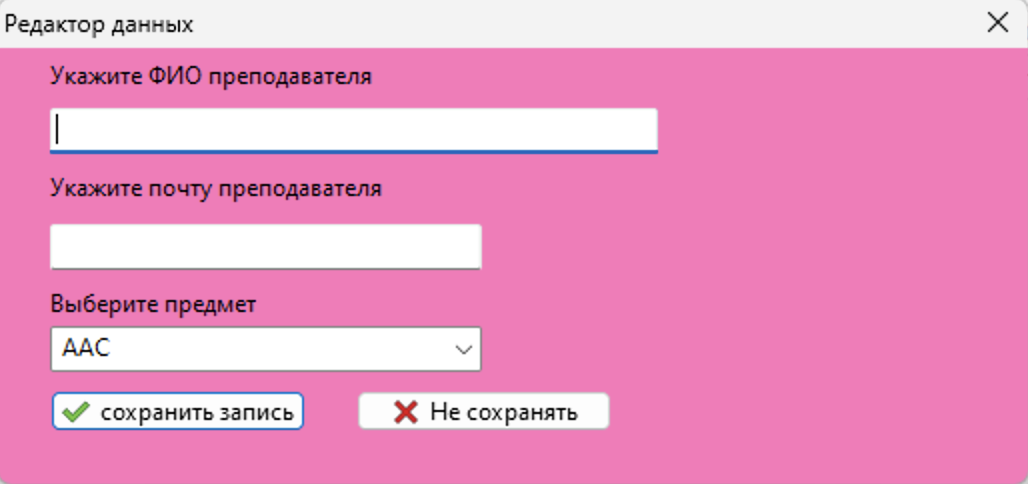 Редактор данных
Укажите ФИО преподавателя
Укажите почту преподавателя
Выберите предмет
ААС
сохранить запись Не сохранять